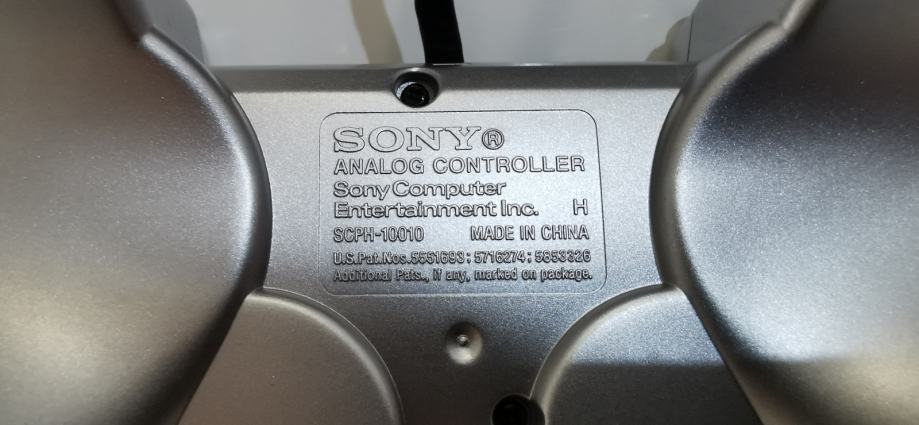 SONY®
ANALOG CONTROLLER
Sony Computer
Entertainment Inc. H
SCPH-10010 MADE IN CHINA
U.S.Pat.Nos.5551693; 5716274; 5853326
Additional Pats., if any, marked on package.